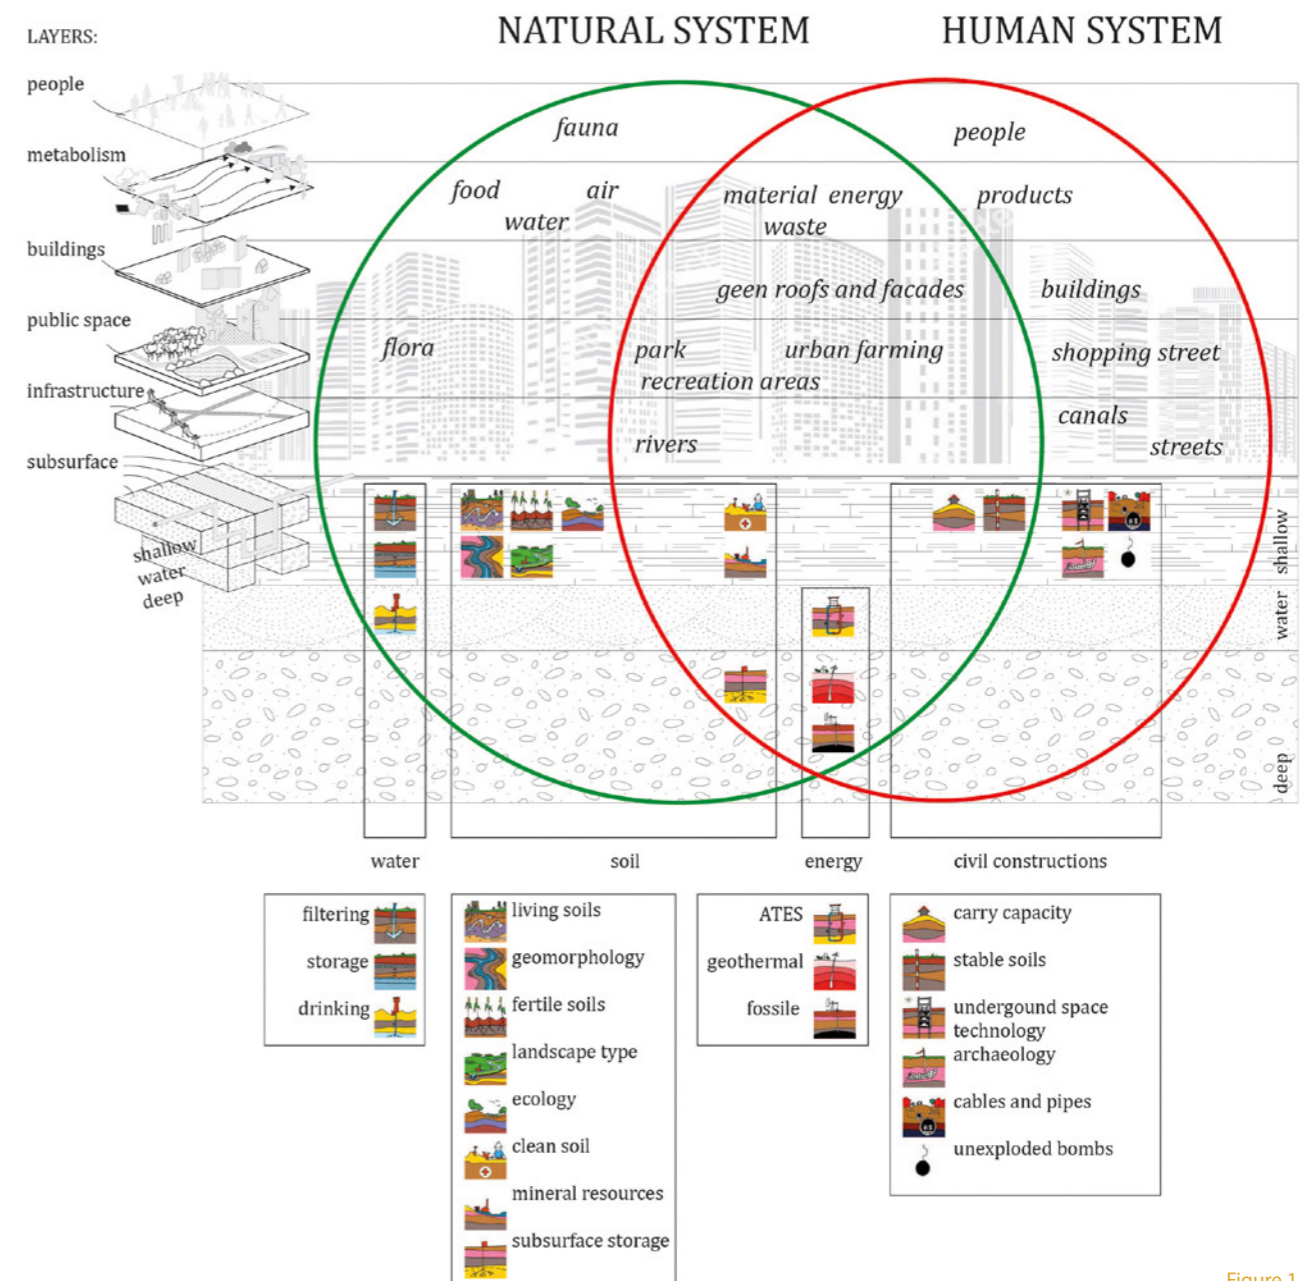 NATURAL SYSTEM HUMAN SYSTEM
LAYERS:
people
metabolism
buildings
public space
infrastructure
subsurface
shallow
water
deep
fauna
people
food air
water
material energy
waste
products
geen roofs and facades
buildings
flora
park urban farming
recreation areas
shopping street
rivers
canals
streets
shallow
water
deep
water
soil
energy
civil constructions
filtering
storage
drinking
living soils
geomorphology
fertile soils
landscape type
ecology
clean soil
mineral resources
subsurface storage
ATES
geothermal
fossile
carry capacity
stable soils
undergound space
technology
archaeology
cables and pipes
unexploded bombs
Figure 1